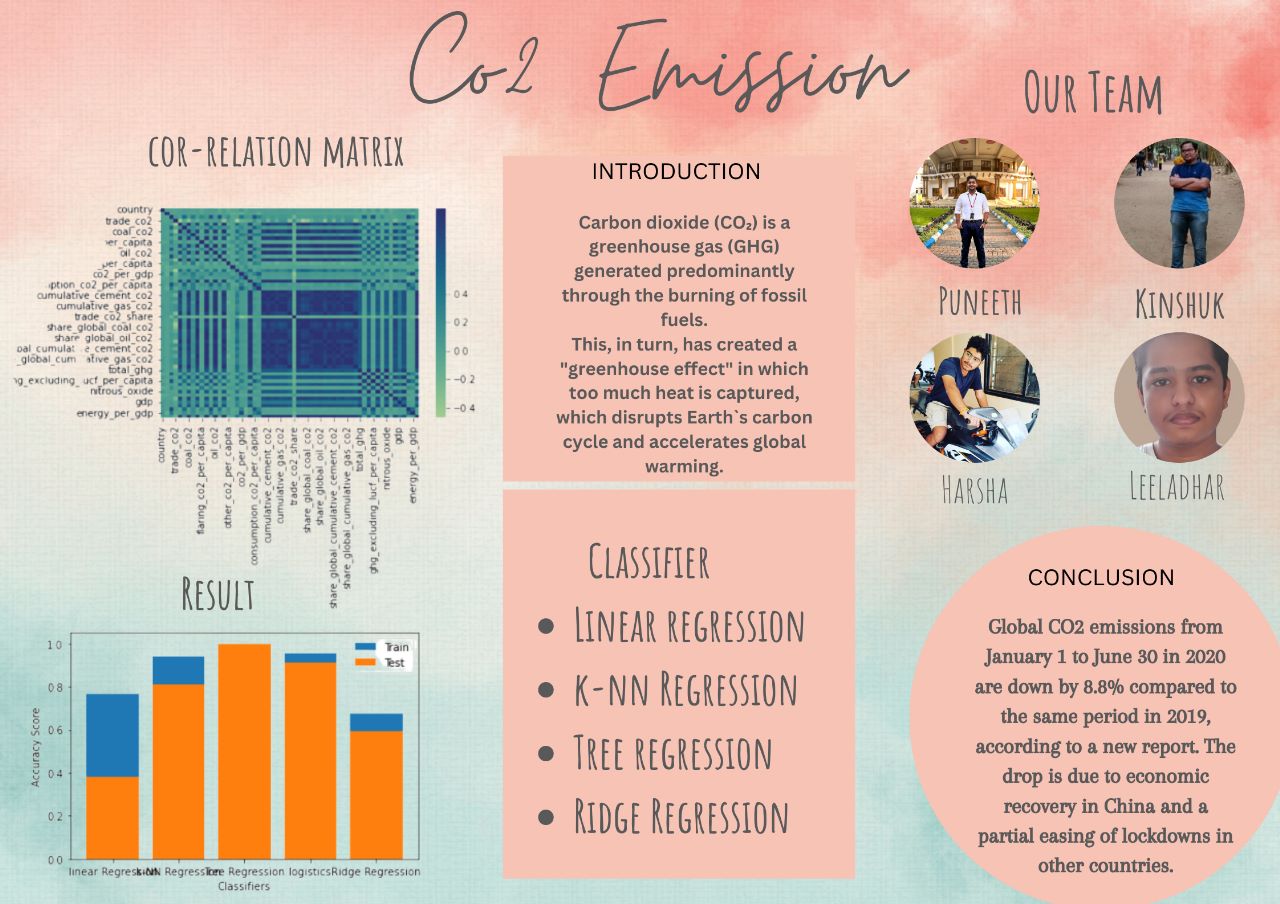 Co2 Emission
OUR TEAM
COR-RELATION MATRIX
country
trade_co2
coal_co2
per_capita
oil_co2
per_capita
co2_per_gdp
ption_co2_per_capita
cumulative_cement_co2
cumulative_gas_co2
trade_co2_share
share_global_coal_co2
share_global_oil_co2
cement_co2
ative_gas_co2
total_ghg
ng_excluding_ ucf_per_capita
nitrous_oxide
gdp
energy_per_gdp
0 4
0 2
0 0
−0 2
−0 4
country
trade_co2
coal_co2
flaring_co2_per_capita
oil_co2
other_co2_per_capita
co2_per_gdp
consumption_co2_per_capita
cumulative_cement_co2
cumulative_gas_co2
trade_co2_share
share_global_coal_co2
share_global_oil_co2
share_global_cumulative_cement_co2
share_global_cumulative_gas_co2
total_ghg
ghg_excluding_lucf_per_capita
nitrous_oxide
gdp
energy_per_gdp
RESULT
Train
Test
1 0
0 8
0 6
0 4
0.2
0 0
Accuracy Score
linear Regression
k-NN Regression
Tree Regression
logistics
Ridge Regression
Classifiers
INTRODUCTION
Carbon dioxide (CO₂) is a
greenhouse gas (GHG)
generated predominantly
through the burning of fossil
fuels.
This, in turn, has created a
"greenhouse effect" in which
too much heat is captured,
which disrupts Earth`s carbon
cycle and accelerates global
warming.
CLASSIFIER
LINEAR REGRESSION
K-NN REGRESSION
TREE REGRESSION
RIDGE REGRESSION
PUNEETH
KINSHUK
HARSHA
LEELADHAR
CONCLUSION
Global CO2 emissions from
January 1 to June 30 in 2020
are down by 8.8% compared to
the same period in 2019,
according to a new report. The
drop is due to economic
recovery in China and a
partial easing of lockdowns in
other countries.